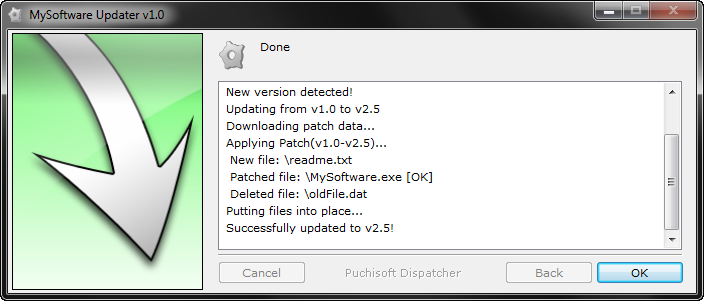 MySoftware Updater v1.0
Done
New version detected!
Updating from v1.0 to v2.5
Downloading patch data...
Applying Patch(v1.0-v2.5)...
New file: \readme.txt
Patched file: \MySoftware.exe [OK]
Deleted file: \oldFile.dat
Putting files into place...
Successfully updated to v2.5!
Cancel
Puchisoft Dispatcher
Back
OK